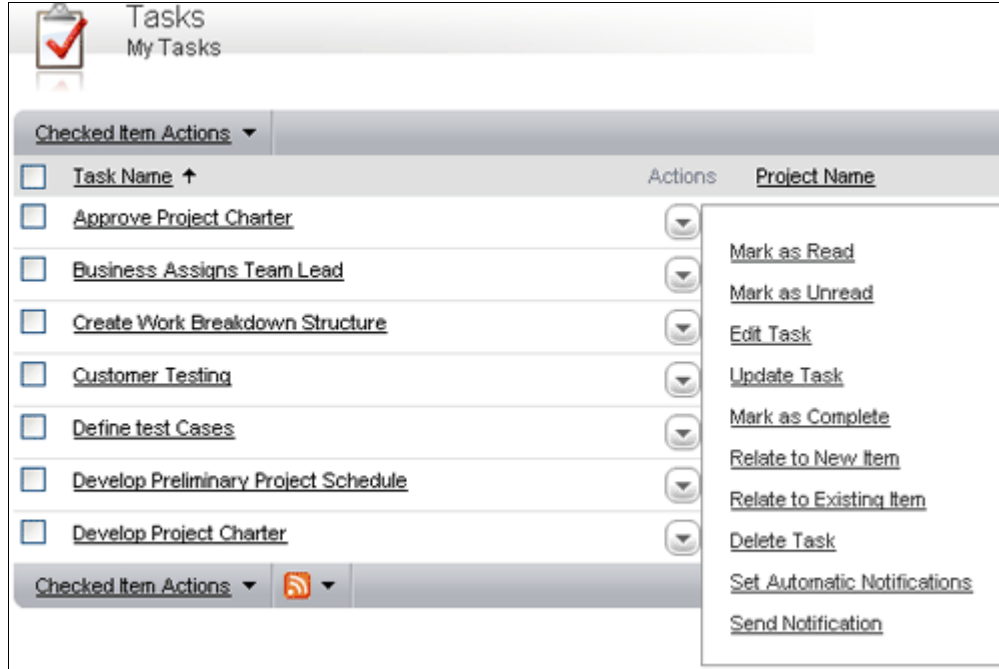 Tasks
My Tasks
Checked Item Actions
Task Name Actions Project Name
Approve Project Charter
Business Assigns Team Lead
Create Work Breakdown Structure
Customer Testing
Define test Cases
Develop Preliminary Project Schedule
Develop Project Charter
Checked Item Actions
Mark as Read
Mark as Unread
Edit Task
Update Task
Mark as Complete
Relate to New Item
Relate to Existing Item
Delete Task
Set Automatic Notifications
Send Notification